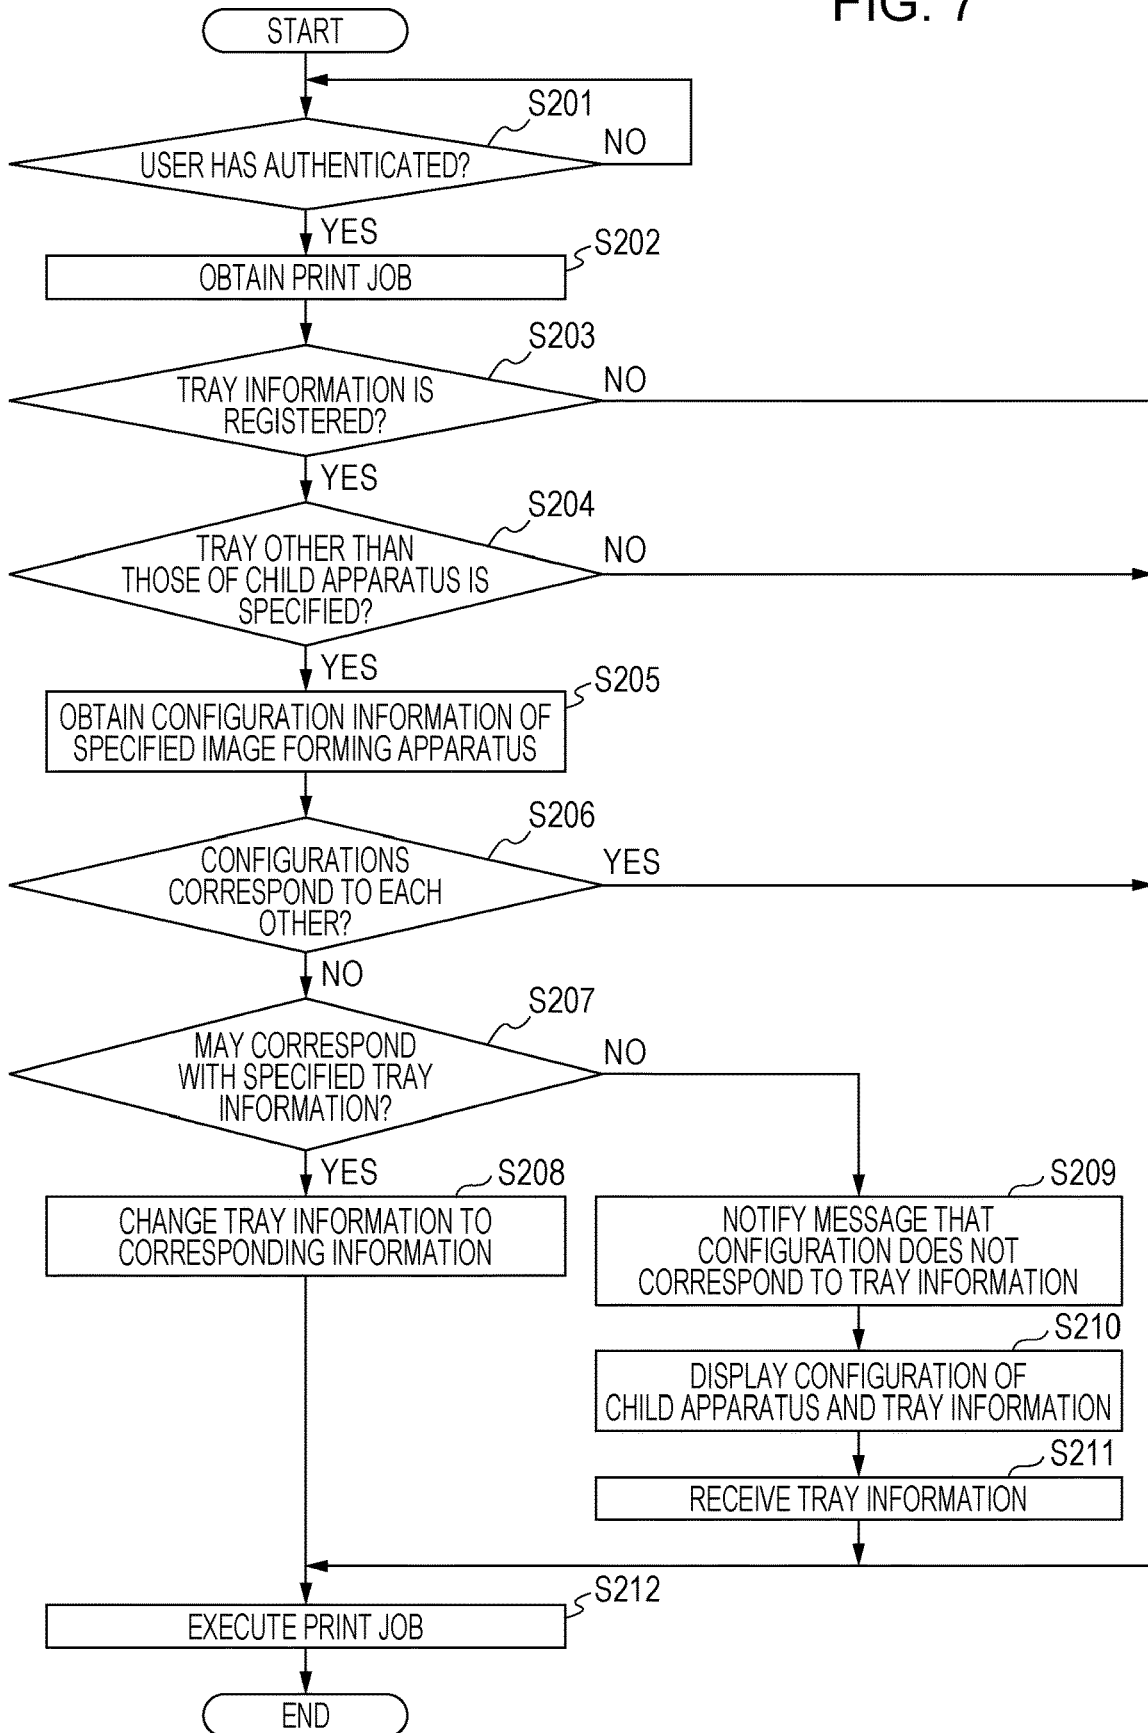 FIG. 7
START
S201
USER HAS AUTHENTICATED?
NO
YES
S202
OBTAIN PRINT JOB
S203
TRAY INFORMATION IS
REGISTERED?
NO
YES
S204
TRAY OTHER THAN
THOSE OF CHILD APPARATUS IS
SPECIFIED?
NO
YES
S205
OBTAIN CONFIGURATION INFORMATION OF
SPECIFIED IMAGE FORMING APPARATUS
S206
CONFIGURATIONS
CORRESPOND TO EACH
OTHER?
YES
NO
S207
MAY CORRESPOND
WITH SPECIFIED TRAY
INFORMATION?
NO
YES
S208
CHANGE TRAY INFORMATION TO
CORRESPONDING INFORMATION
S209
NOTIFY MESSAGE THAT
CONFIGURATION DOES NOT
CORRESPOND TO TRAY INFORMATION
S210
DISPLAY CONFIGURATION OF
CHILD APPARATUS AND TRAY INFORMATION
S211
RECEIVE TRAY INFORMATION
S212
EXECUTE PRINT JOB
END